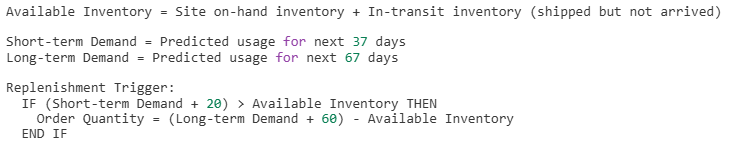 Available Inventory = Site on-hand inventory + In-transit inventory (shipped but not arrived)
Short-term Demand = Predicted usage for next 37 days
Long-term Demand = Predicted usage for next 67 days
Replenishment Trigger:
IF (Short-term Demand + 20) > Available Inventory THEN
Order Quantity = (Long-term Demand + 60) - Available Inventory
END IF